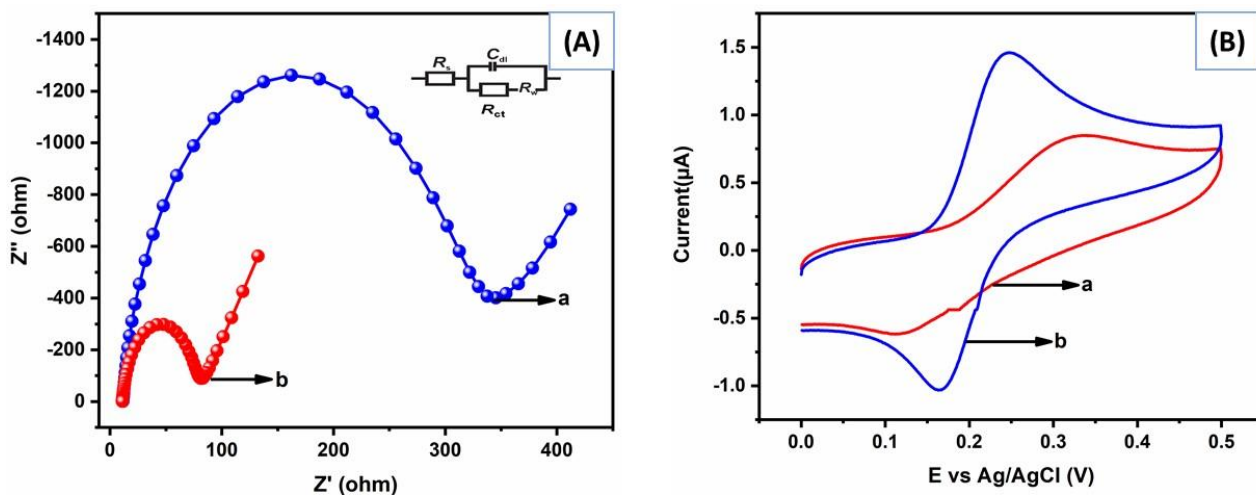 (A)
-1400
-1200
-1000
-800
-600
-400
-200
0
Z'' (ohm)
0 100 200 300 400
Z' (ohm)
Rs
Cdl
Rct
Rw
a
b
(B)
1.5
1.0
0.5
0.0
-0.5
-1.0
Current(µA)
0.0 0.1 0.2 0.3 0.4 0.5
E vs Ag/AgCl (V)
a
b